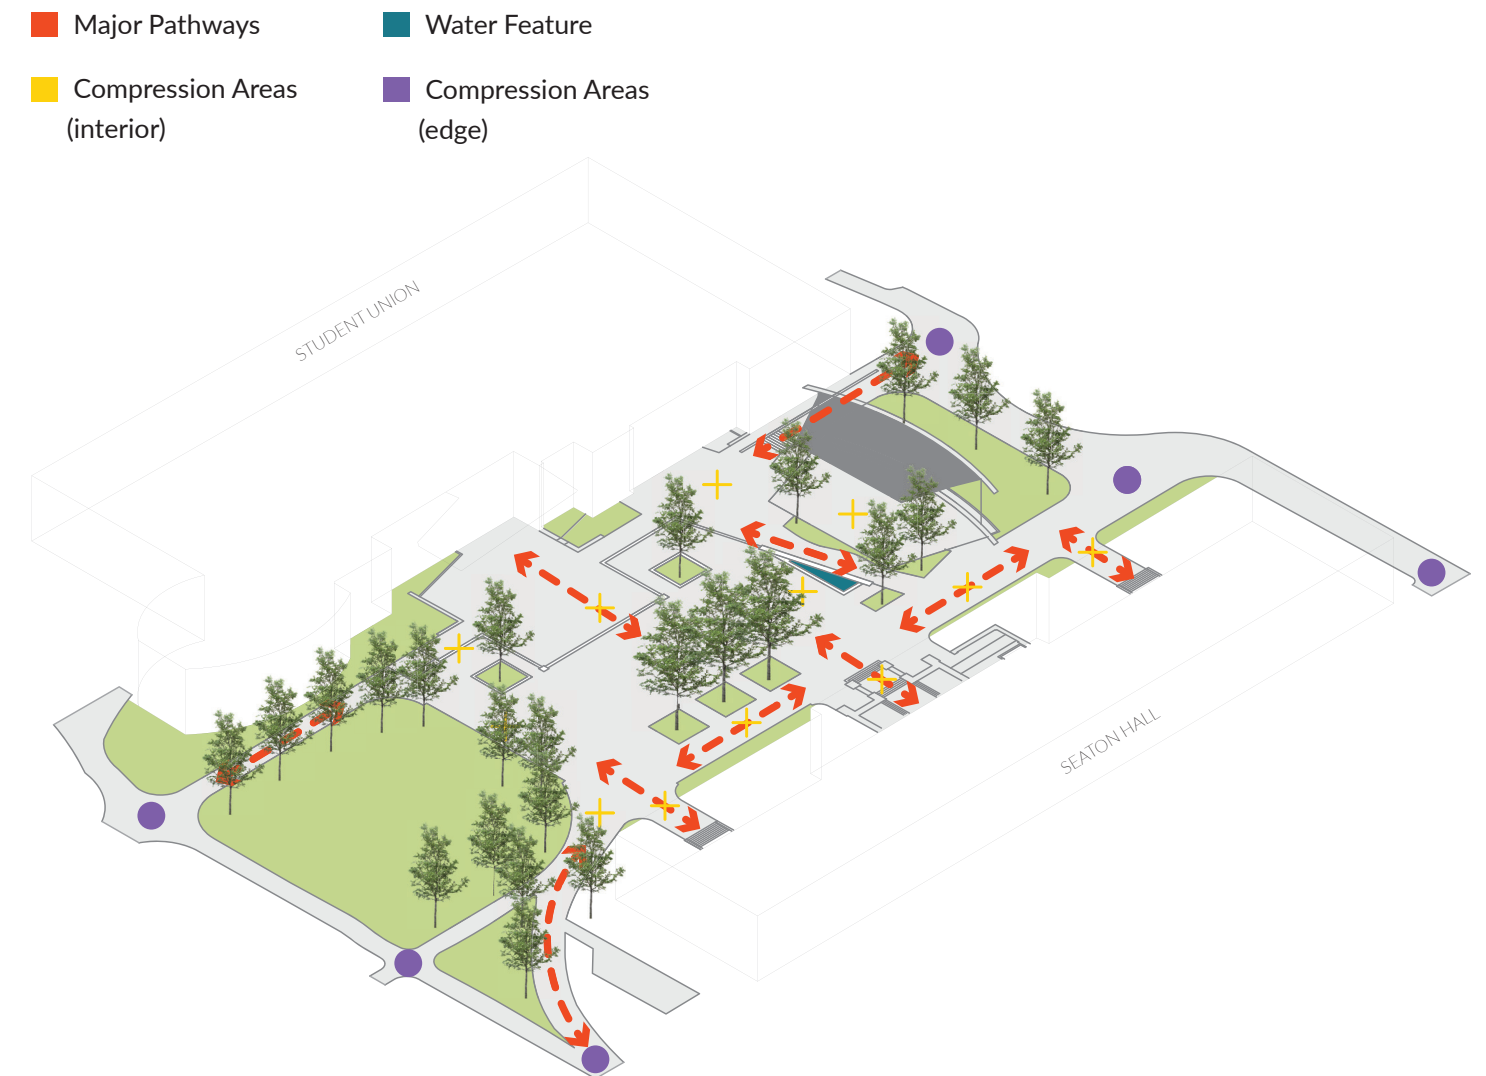 Major Pathways
Water Feature
Compression Areas
(interior)
Compression Areas
(edge)
STUDENT UNION
SEATON HALL